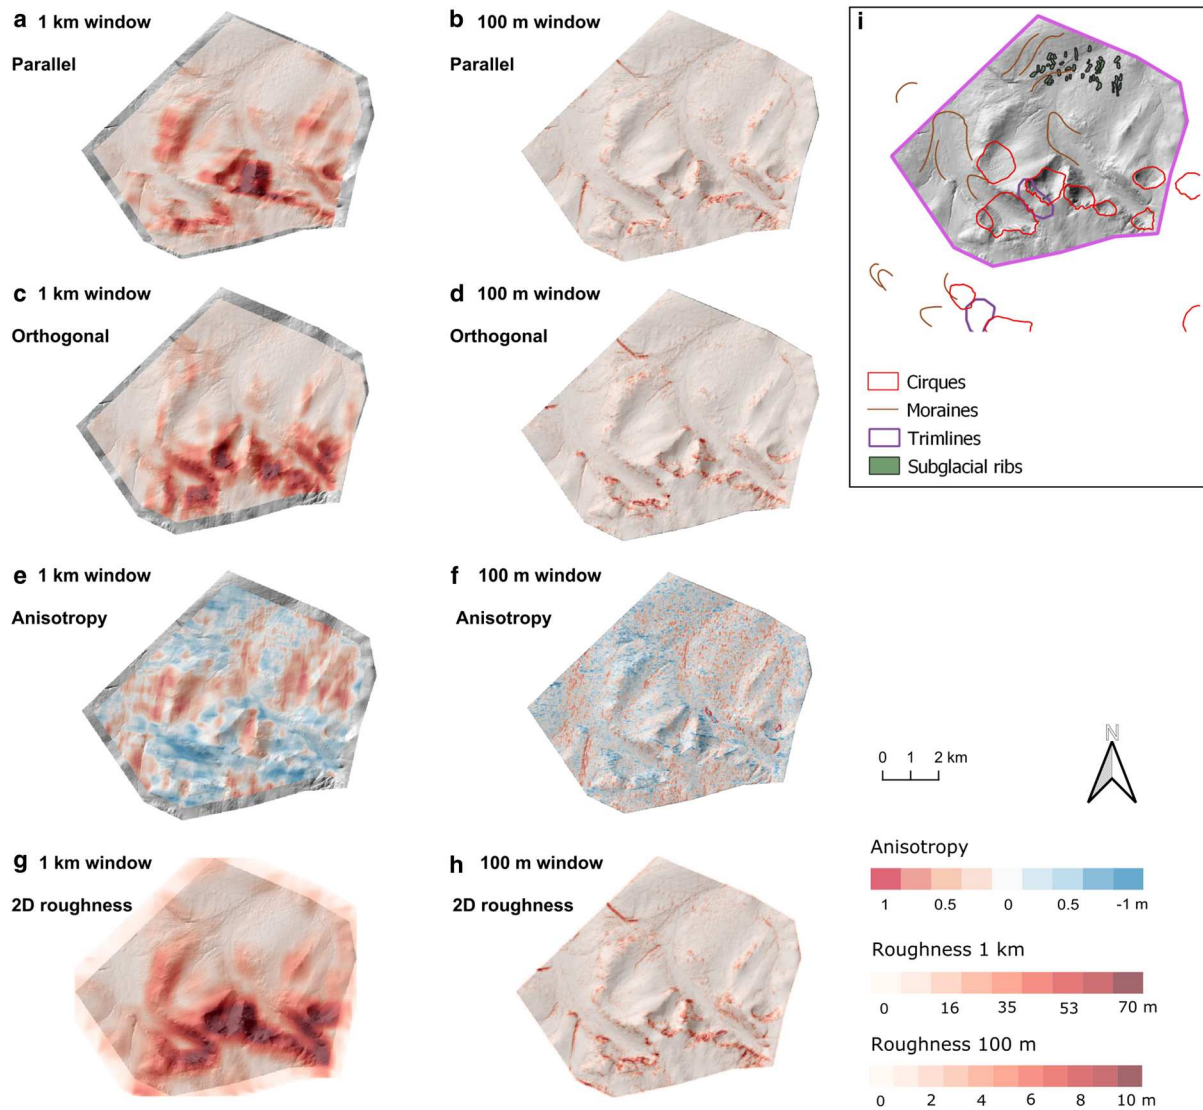 a 1 km window
Parallel
b 100 m window
Parallel
c 1 km window
Orthogonal
d 100 m window
Orthogonal
e 1 km window
Anisotropy
f 100 m window
Anisotropy
g 1 km window
2D roughness
h 100 m window
2D roughness
i
Cirques
Moraines
Trimlines
Subglacial ribs
0 1 2 km
N
Anisotropy
1 0.5 0 0.5 -1 m
Roughness 1 km
0 16 35 53 70 m
Roughness 100 m
0 2 4 6 8 10 m